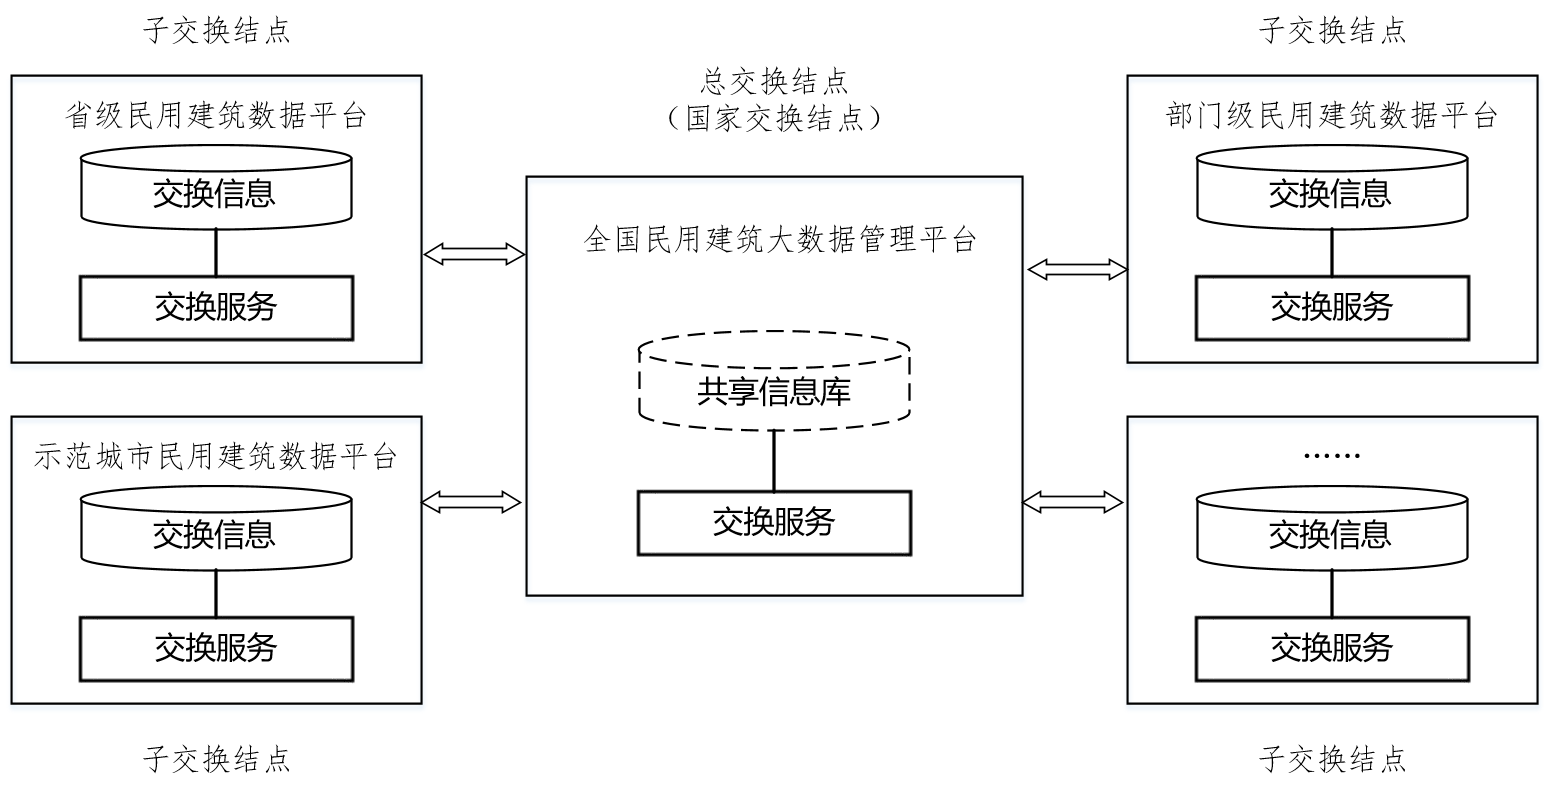 子交换结点
省级民用建筑数据平台
交换信息
交换服务
示范城市民用建筑数据平台
交换信息
交换服务
子交换结点
总交换结点
（国家交换结点）
全国民用建筑大数据管理平台
共享信息库
交换服务
子交换结点
部门级民用建筑数据平台
交换信息
交换服务
……
交换信息
交换服务
子交换结点